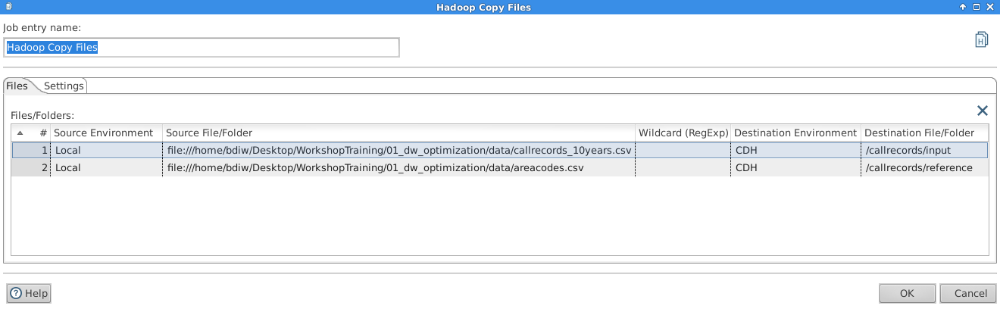 Hadoop Copy Files
Job entry name:
Hadoop Copy Files
H
Files Settings
Files/Folders:
# Source Environment Source File/Folder Wildcard (RegExp) Destination Environment Destination File/Folder
1 Local file:///home/bdiw/Desktop/WorkshopTraining/01_dw_optimization/data/callrecords_10years.csv CDH /callrecords/input
2 Local file:///home/bdiw/Desktop/WorkshopTraining/01_dw_optimization/data/areacodes.csv CDH /callrecords/reference
? Help OK Cancel